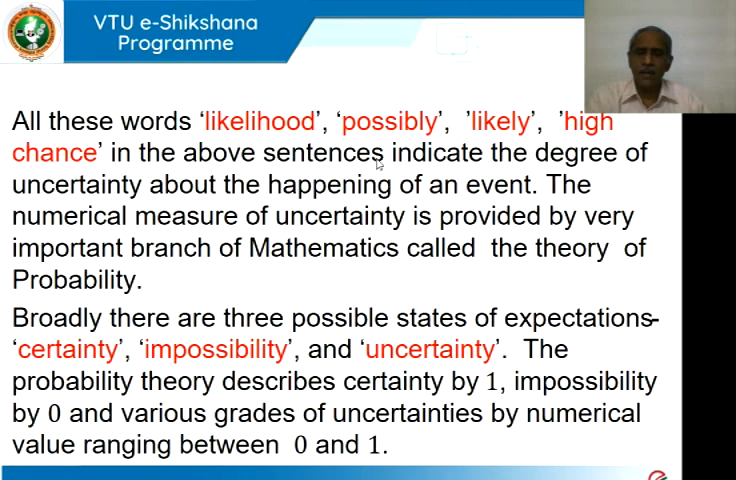 VTU e-Shikshana
Programme
All these words ‘likelihood’, ‘possibly’, ’likely’, ’high
chance’ in the above sentences indicate the degree of
uncertainty about the happening of an event. The
numerical measure of uncertainty is provided by very
important branch of Mathematics called the theory of
Probability.
Broadly there are three possible states of expectations-
‘certainty’, ‘impossibility’, and ‘uncertainty’. The
probability theory describes certainty by 1, impossibility
by 0 and various grades of uncertainties by numerical
value ranging between 0 and 1.